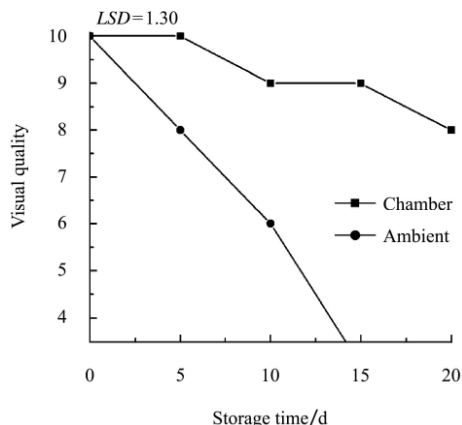 LSD=1.30
10
9
8
7
6
5
4
Visual quality
Chamber
Ambient
0 5 10 15 20
Storage time/d